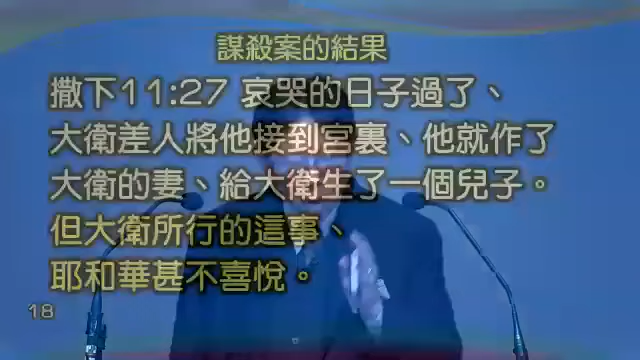 謀殺案的結果
撒下11:27 哀哭的日子過了、
大衛差人將他接到宮裏、他就作了
大衛的妻、給大衛生了一個兒子。
但大衛所行的這事、
耶和華甚不喜悅。
18